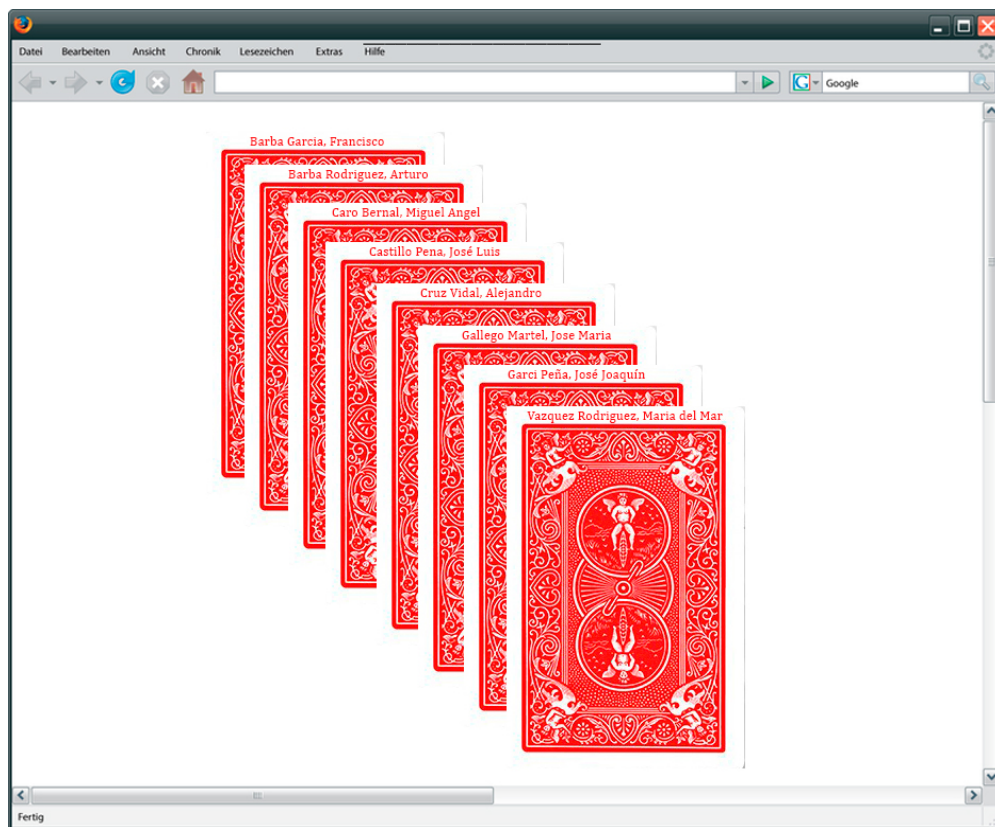 Datei Bearbeiten Ansicht Chronik Lesezeichen Extras Hilfe
G Google
Barba Garcia, Francisco
Barba Rodriguez, Arturo
Caro Bernal, Miguel Angel
Castillo Pena, José Luis
Cruz Vidal, Alejandro
Gallego Martel, Jose Maria
Garci Peña, José Joaquín
Vazquez Rodriguez, Maria del Mar
Fertig